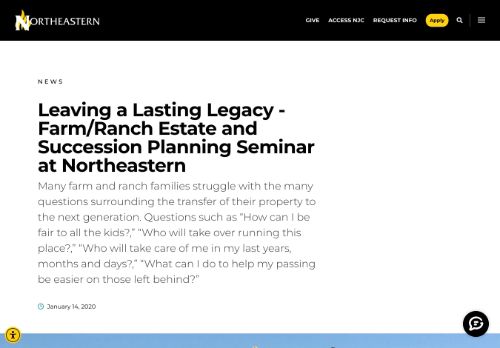 NORTHEASTERN
GIVE
ACCESS NJC
REQUEST INFO
Apply
NEWS
Leaving a Lasting Legacy -
Farm/Ranch Estate and
Succession Planning Seminar
at Northeastern
Many farm and ranch families struggle with the many
questions surrounding the transfer of their property to
the next generation. Questions such as “How can I be
fair to all the kids?,” “Who will take over running this
place?,” “Who will take care of me in my last years,
months and days?,” “What can I do to help my passing
be easier on those left behind?”
January 14, 2020